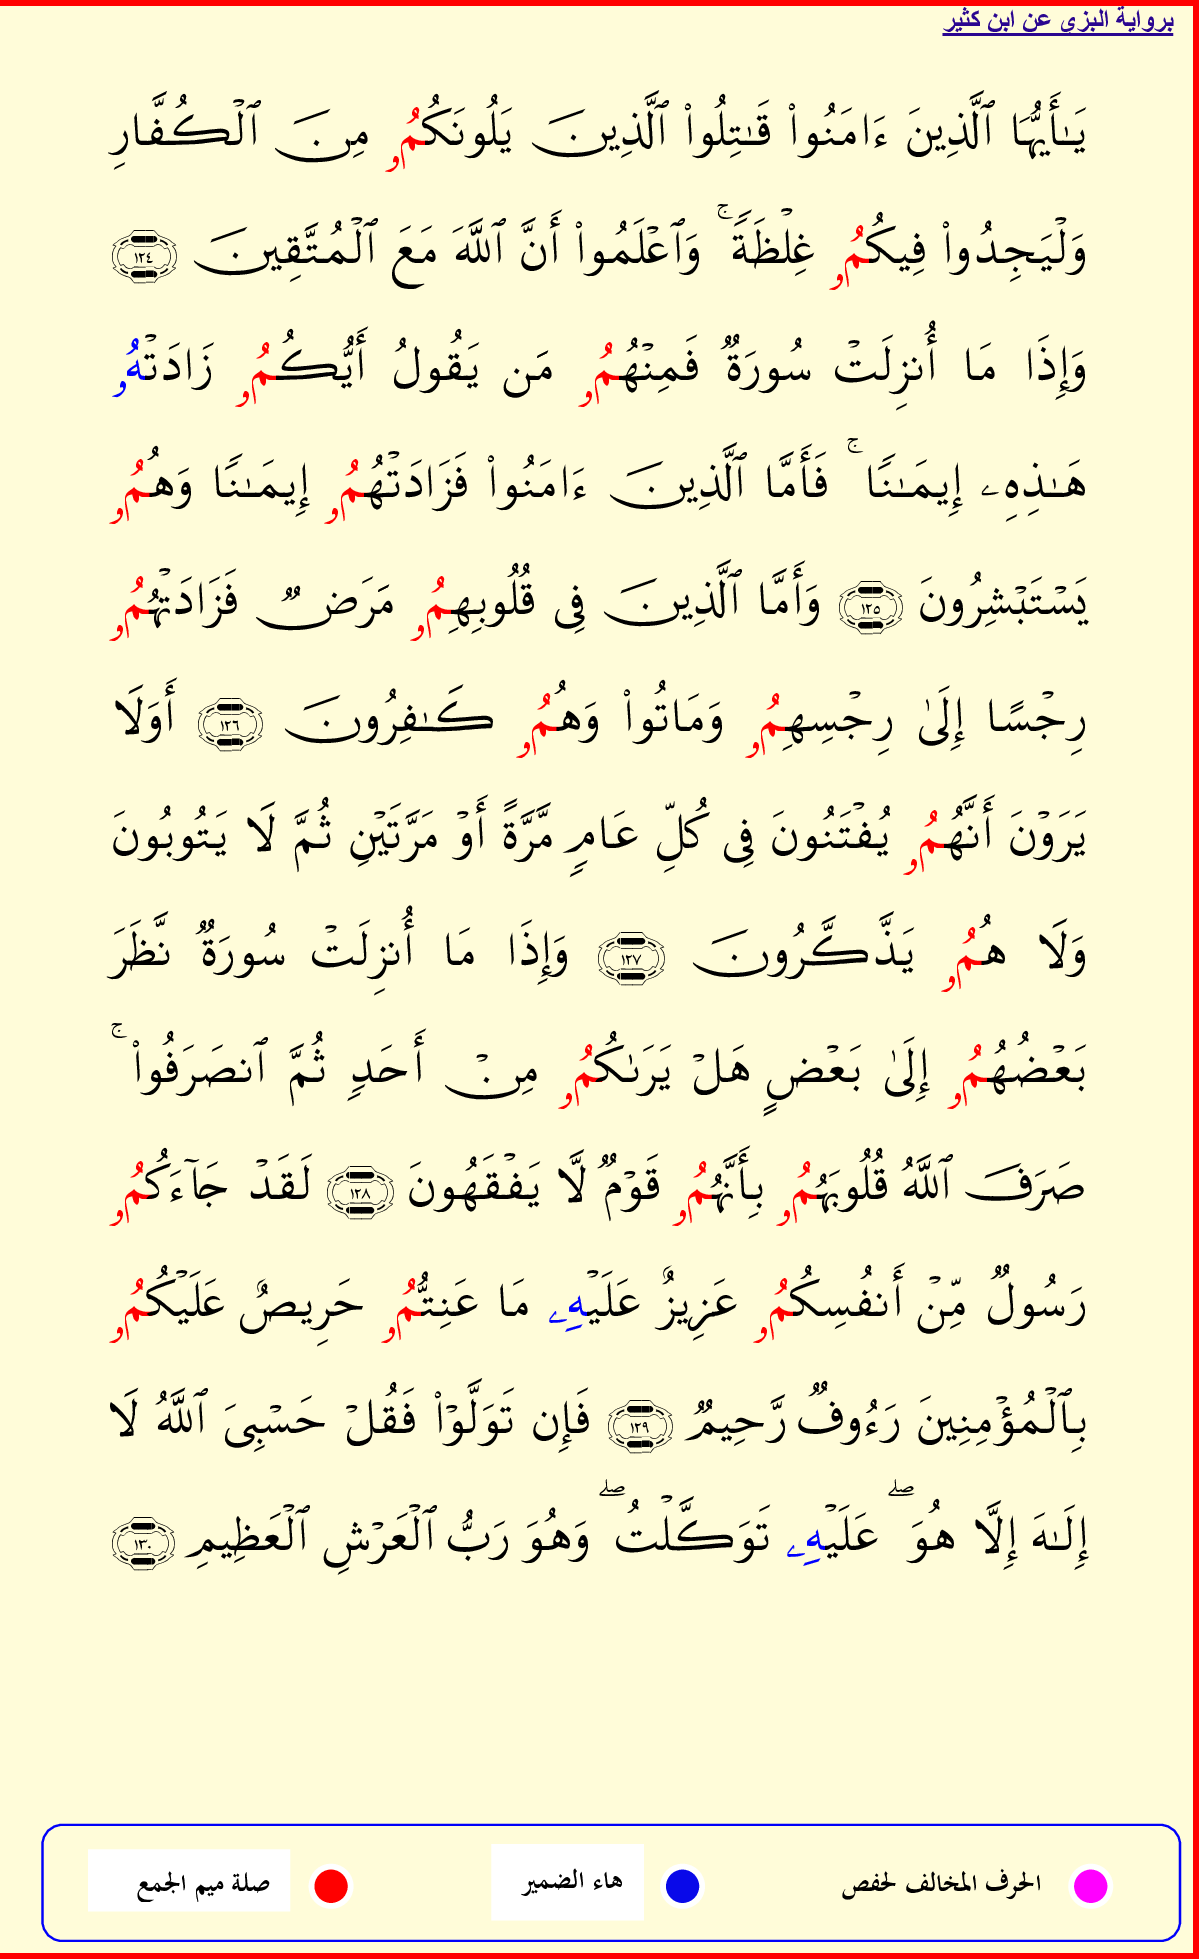 برواية البزي عن ابن كثير
يَٰٓأَيُّهَا ٱلَّذِينَ ءَامَنُوا۟ قَٰتِلُوا۟ ٱلَّذِينَ يَلُونَكُمُۥ مِنَ ٱلْكُفَّارِ
وَلْيَجِدُوا۟ فِيكُمُۥ غِلْظَةً ۚ وَٱعْلَمُوا۟ أَنَّ ٱللَّهَ مَعَ ٱلْمُتَّقِينَ ١٢٤
وَإِذَا مَا أُنزِلَتْ سُورَةٌ فَمِنْهُمُۥ مَن يَقُولُ أَيُّكُمُۥ زَادَتْهُۥ
هَٰذِهِۦ إِيمَٰنًا ۚ فَأَمَّا ٱلَّذِينَ ءَامَنُوا۟ فَزَادَتْهُمُۥ إِيمَٰنًا وَهُمُۥ
يَسْتَبْشِرُونَ ١٢٥ وَأَمَّا ٱلَّذِينَ فِى قُلُوبِهِمُۥ مَرَضٌ فَزَادَتْهُمُۥ
رِجْسًا إِلَىٰ رِجْسِهِمُۥ وَمَاتُوا۟ وَهُمُۥ كَٰفِرُونَ ١٢٦ أَوَلَا
يَرَوْنَ أَنَّهُمُۥ يُفْتَنُونَ فِى كُلِّ عَامٍ مَّرَّةً أَوْ مَرَّتَيْنِ ثُمَّ لَا يَتُوبُونَ
وَلَا هُمُۥ يَذَّكَّرُونَ ١٢٧ وَإِذَا مَا أُنزِلَتْ سُورَةٌ نَّظَرَ
بَعْضُهُمُۥ إِلَىٰ بَعْضٍ هَلْ يَرَىٰكُمُۥ مِنْ أَحَدٍ ثُمَّ ٱنصَرَفُوا۟ ۚ
صَرَفَ ٱللَّهُ قُلُوبَهُمُۥ بِأَنَّهُمُۥ قَوْمٌ لَّا يَفْقَهُونَ ١٢٨ لَقَدْ جَآءَكُمُۥ
رَسُولٌ مِّنْ أَنفُسِكُمُۥ عَزِيزٌ عَلَيْهِۦ مَا عَنِتُّمُۥ حَرِيصٌ عَلَيْكُمُۥ
بِٱلْمُؤْمِنِينَ رَءُوفٌ رَّحِيمٌ ١٢٩ فَإِن تَوَلَّوْا۟ فَقُلْ حَسْبِىَ ٱللَّهُ لَا
إِلَٰهَ إِلَّا هُوَ ۖ عَلَيْهِۦ تَوَكَّلْتُ ۖ وَهُوَ رَبُّ ٱلْعَرْشِ ٱلْعَظِيمِ ١٣٠
الحرف المخالف لحفص هاء الضمير صلة ميم الجمع